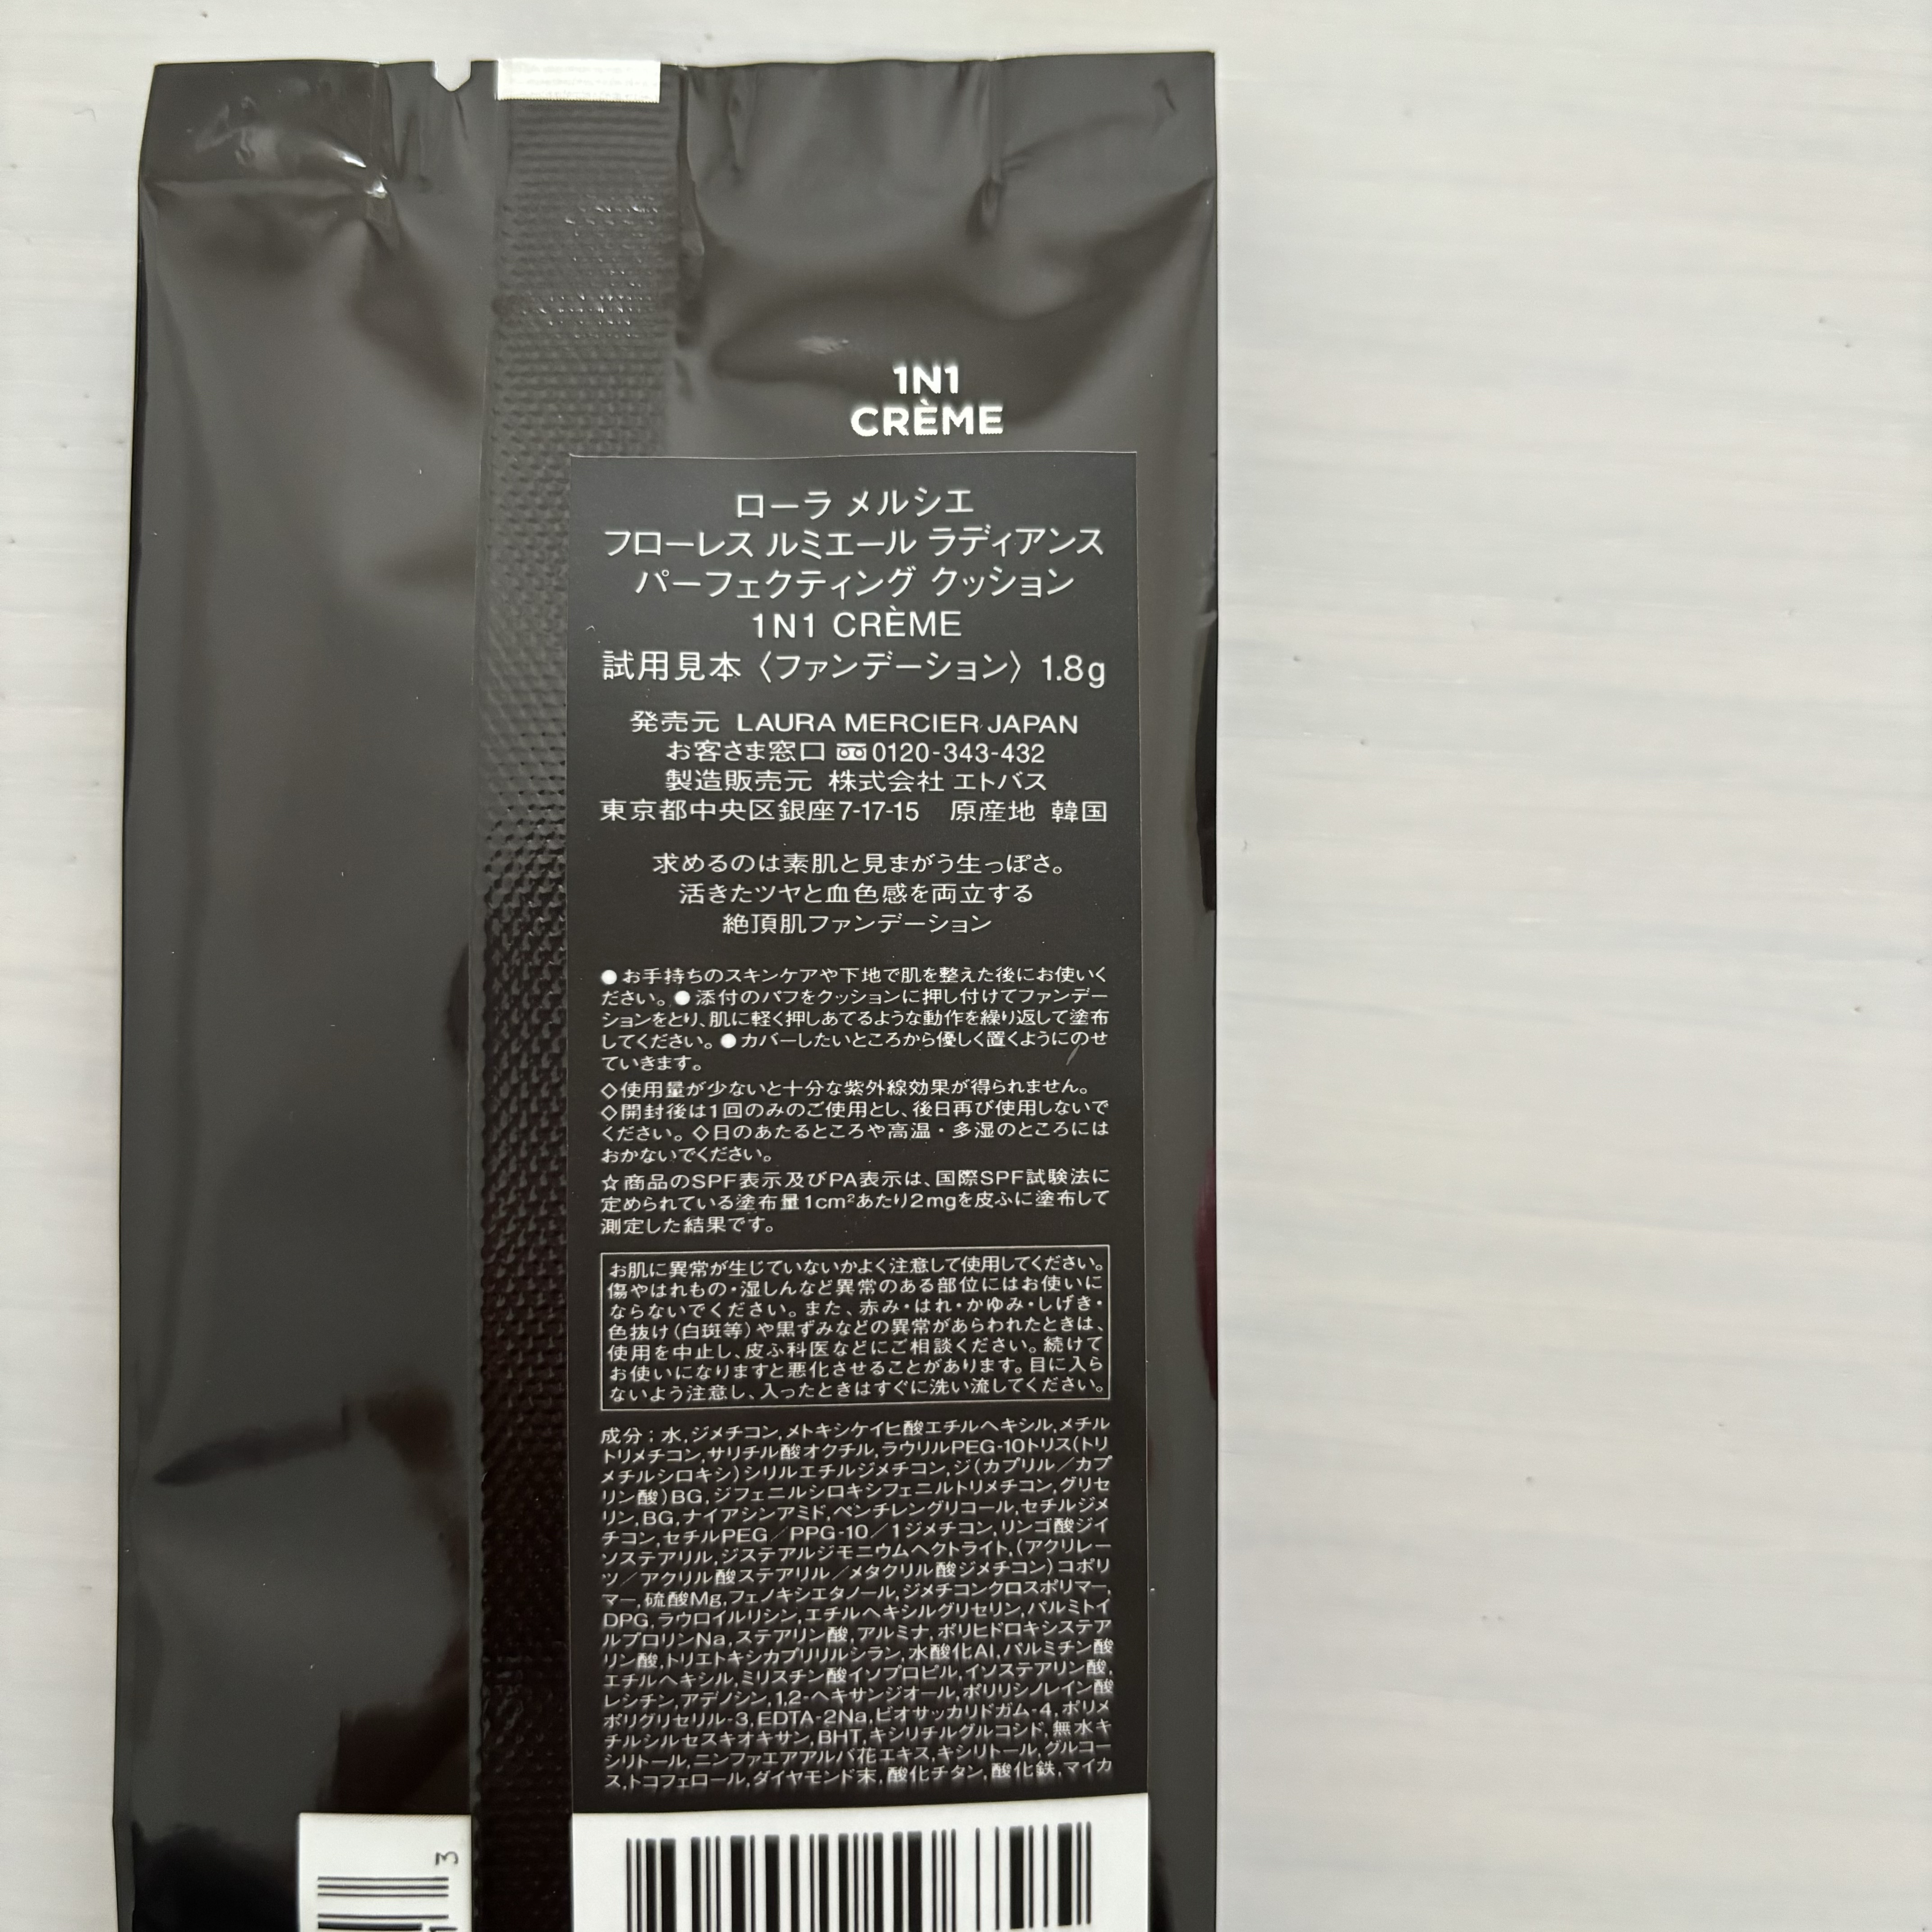 1N1
CRÈME
ローラ メルシエ
フローレス ルミエール ラディアンス
パーフェクティング クッション
1N1 CRÈME
試用見本〈ファンデーション〉1.8g
発売元 LAURA MERCIER JAPAN
お客さま窓口 0120-343-432
製造販売元 株式会社 エトバス
東京都中央区銀座7-17-15 原産地 韓国
求めるのは素肌と見まがう生っぽさ。
活きたツヤと血色感を両立する
絶頂肌ファンデーション
●お手持ちのスキンケアや下地で肌を整えた後にお使いく
ださい。●添付のパフをクッションに押し付けてファンデー
ションをとり、肌に軽く押しあてるような動作を繰り返して塗布
してください。●カバーしたいところから優しく置くようにのせ
ていきます。
◇使用量が少ないと十分な紫外線効果が得られません。
◇開封後は1回のみのご使用とし、後日再び使用しないで
ください。◇日のあたるところや高温・多湿のところには
おかないでください。
☆商品のSPF表示及びPA表示は、国際SPF試験法に
定められている塗布量1cm²あたり2mgを皮ふに塗布して
測定した結果です。
お肌に異常が生じていないかよく注意して使用してください。
傷やはれもの・湿しんなど異常のある部位にはお使いに
ならないでください。また、赤み・はれ・かゆみ・しげき・
色抜け(白斑等)や黒ずみなどの異常があらわれたときは、
使用を中止し、皮ふ科医などにご相談ください。続けて
お使いになりますと悪化させることがあります。目に入ら
ないよう注意し、入ったときはすぐに洗い流してください。
成分：水,ジメチコン,メトキシケイヒ酸エチルヘキシル,メチル
トリメチコン,サリチル酸オクチル,ラウリルPEG-10トリス(トリ
メチルシロキシ)シリルエチルジメチコン,ジ(カプリル／カプ
リン酸)BG,ジフェニルシロキシフェニルトリメチコン,グリセ
リン,BG,ナイアシンアミド,ペンチレングリコール,セチルジメ
チコン,セチルPEG／PPG-10／1ジメチコン,リンゴ酸ジイ
ソステアリル,ジステアルジモニウムヘクトライト,(アクリレー
ツ／アクリル酸ステアリル／メタクリル酸ジメチコン)コポリ
マー,硫酸Mg,フェノキシエタノール,ジメチコンクロスポリマー,
DPG,ラウロイルリシン,エチルヘキシルグリセリン,パルミトイ
ルプロリンNa,ステアリン酸,アルミナ,ポリヒドロキシステア
リン酸,トリエトキシカプリリルシラン,水酸化Al,パルミチン酸
エチルヘキシル,ミリスチン酸イソプロピル,イソステアリン酸,
レシチン,アデノシン,1,2-ヘキサンジオール,ポリリシノレイン酸
ポリグリセリル-3,EDTA-2Na,ビオサッカリドガム-4,ポリメ
チルシルセスキオキサン,BHT,キシリチルグルコシド,無水キ
シリトール,ニンファエアアルバ花エキス,キシリトール,グルコー
ス,トコフェロール,ダイヤモンド末,酸化チタン,酸化鉄,マイカ
3